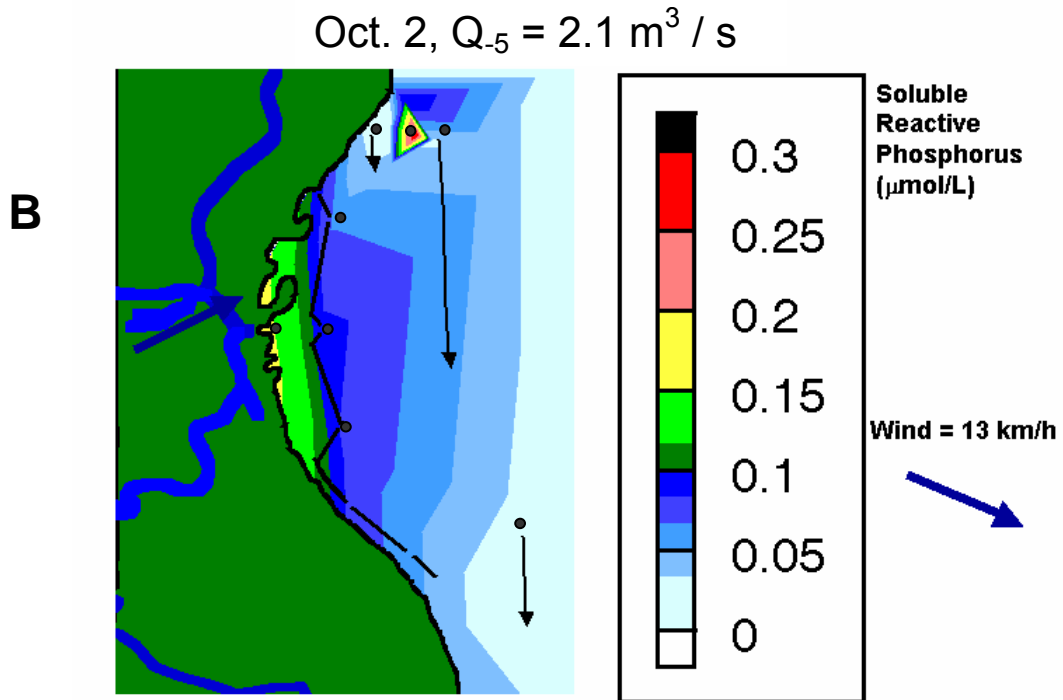 Oct. 2, Q-5 = 2.1 m3 / s
B
0.3
0.25
0.2
0.15
0.1
0.05
0
Soluble
Reactive
Phosphorus
(μmol/L)
Wind = 13 km/h